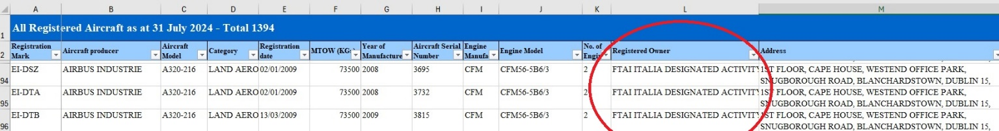 A B C D E F G H I J K L M
1 All Registered Aircraft as at 31 July 2024 - Total 1394
Registration Aircraft Registration Year of Aircraft Serial Engine No. of
2 Mark Aircraft producer Model Category date MTOW (KGs) Manufacture Number Manufa Engine Model Engin Registered Owner Address
EI-DSZ AIRBUS INDUSTRIE A320-216 LAND AERO 02/01/2009 73500 2008 3695 CFM CFM56-5B6/3 2 FTAI ITALIA DESIGNATED ACTIVITY 1ST FLOOR, CAPE HOUSE, WESTEND OFFICE PARK,
94 SNUGBOROUGH ROAD, BLANCHARDSTOWN, DUBLIN 15,
EI-DTA AIRBUS INDUSTRIE A320-216 LAND AERO 02/01/2009 73500 2008 3732 CFM CFM56-5B6/3 2 FTAI ITALIA DESIGNATED ACTIVITY 1ST FLOOR, CAPE HOUSE, WESTEND OFFICE PARK,
95 SNUGBOROUGH ROAD, BLANCHARDSTOWN, DUBLIN 15,
EI-DTB AIRBUS INDUSTRIE A320-216 LAND AERO 13/03/2009 73500 2009 3815 CFM CFM56-5B6/3 2 FTAI ITALIA DESIGNATED ACTIVITY 1ST FLOOR, CAPE HOUSE, WESTEND OFFICE PARK,
96 SNUGBOROUGH ROAD, BLANCHARDSTOWN, DUBLIN 15,